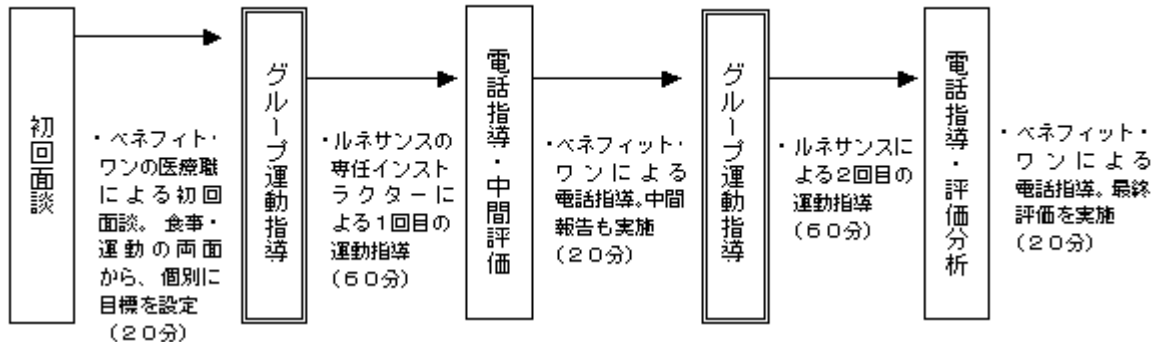 初回面談
・ベネフィト・
ワンの医療職
による初回
面談。食事・
運動の両面
から、個別に
目標を設定
(20分)
グループ運動指導
・ルネサンスの
専任インスト
ラクターに
よる1回目の
運動指導
(60分)
電話指導・中間評価
・ベネフィット・
ワンによる
電話指導。中間
報告も実施
(20分)
グループ運動指導
・ルネサンスに
よる2回目の
運動指導
(60分)
電話指導・評価分析
・ベネフィット・
ワンによる
電話指導。最終
評価を実施
(20分)